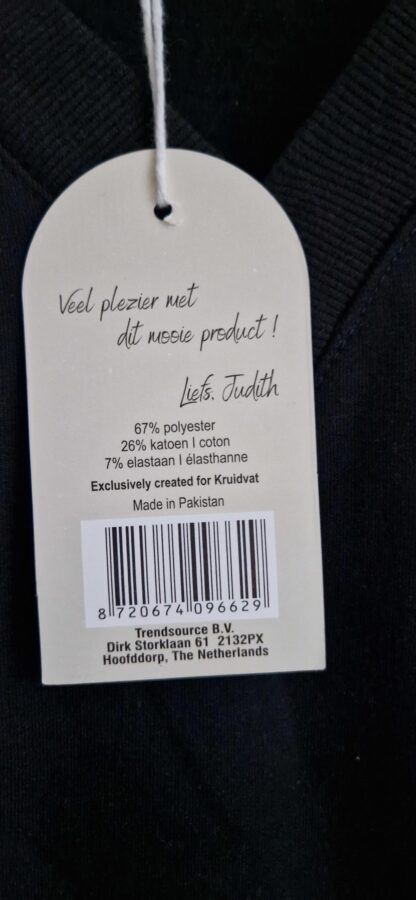 Veel plezier met
dit mooie product !
Liefs. Judith
67% polyester
26% katoen I coton
7% elastaan I élasthanne
Exclusively created for Kruidvat
Made in Pakistan
8 720674 096629
Trendsource B.V.
Dirk Storklaan 61 2132PX
Hoofddorp, The Netherlands